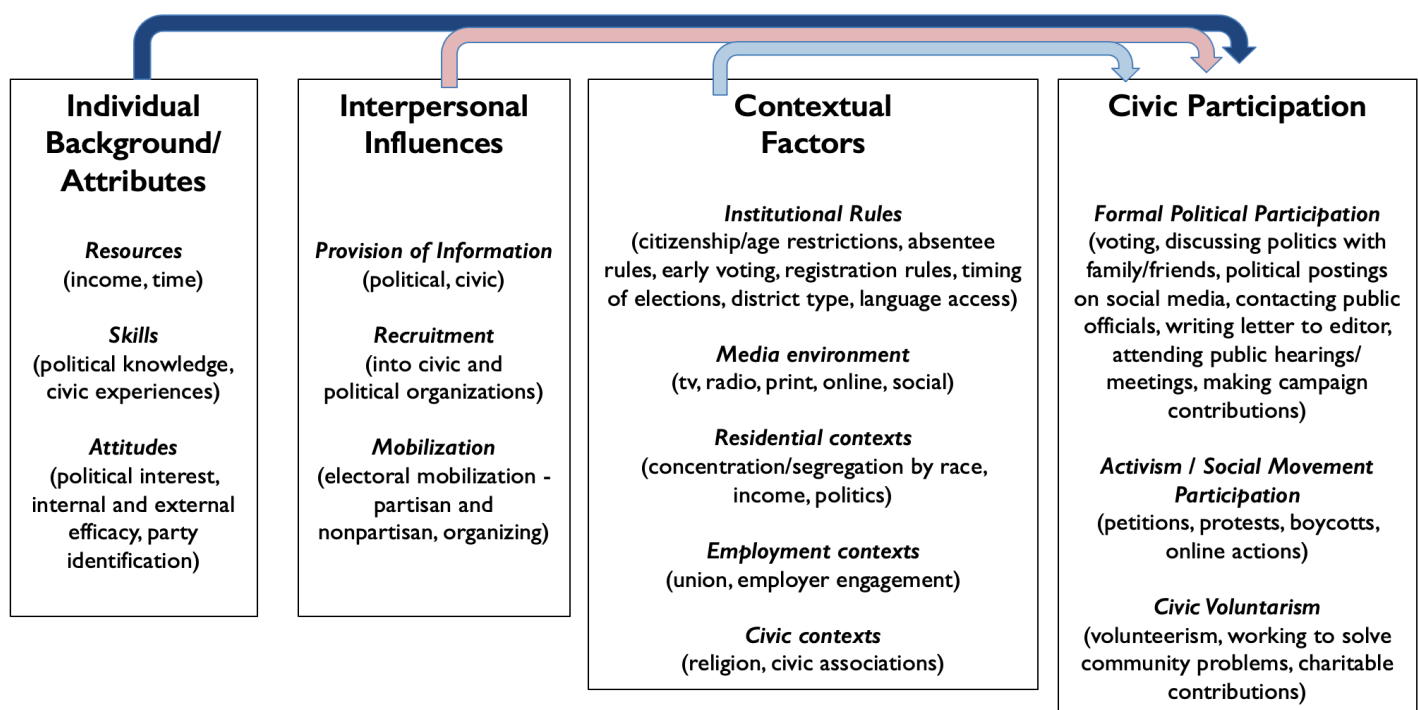 Individual
Background/
Attributes
Resources
(income, time)
Skills
(political knowledge,
civic experiences)
Attitudes
(political interest,
internal and external
efficacy, party
identification)
Interpersonal
Influences
Provision of Information
(political, civic)
Recruitment
(into civic and
political organizations)
Mobilization
(electoral mobilization -
partisan and
nonpartisan, organizing)
Contextual
Factors
Institutional Rules
(citizenship/age restrictions, absentee
rules, early voting, registration rules, timing
of elections, district type, language access)
Media environment
(tv, radio, print, online, social)
Residential contexts
(concentration/segregation by race,
income, politics)
Employment contexts
(union, employer engagement)
Civic contexts
(religion, civic associations)
Civic Participation
Formal Political Participation
(voting, discussing politics with
family/friends, political postings
on social media, contacting public
officials, writing letter to editor,
attending public hearings/
meetings, making campaign
contributions)
Activism / Social Movement
Participation
(petitions, protests, boycotts,
online actions)
Civic Voluntarism
(volunteerism, working to solve
community problems, charitable
contributions)